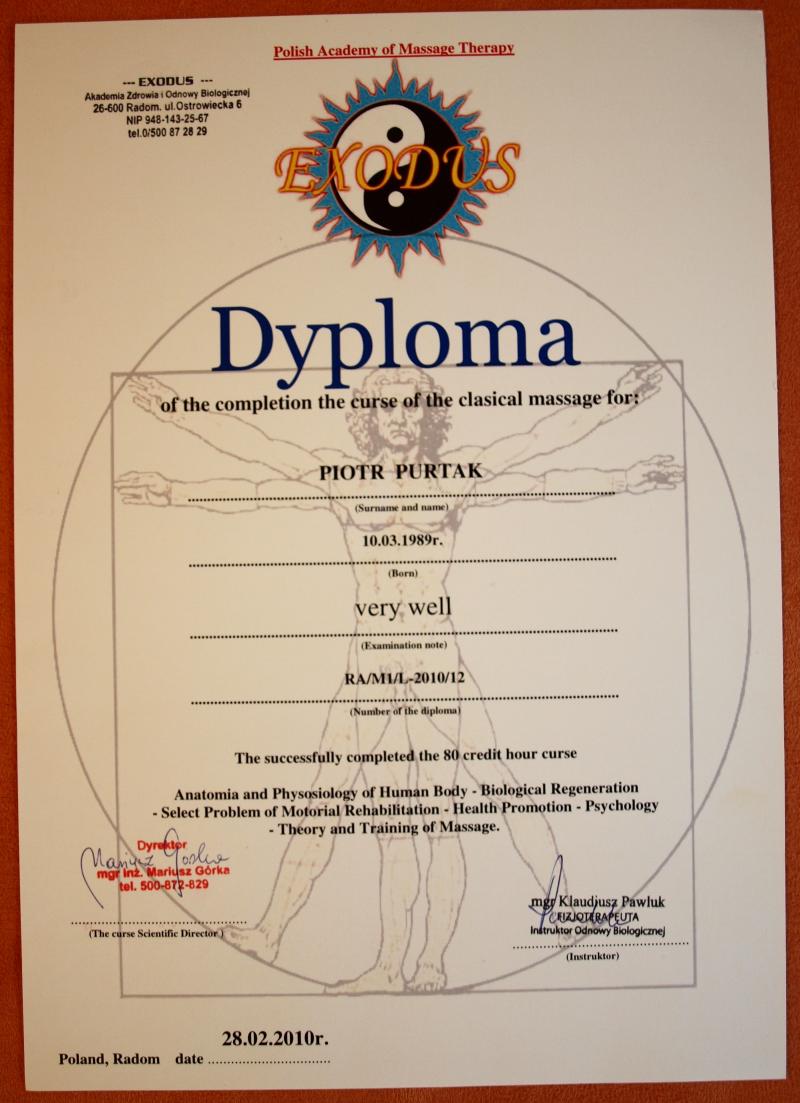 Polish Academy of Massage Therapy
--- EXODUS ---
Akademia Zdrowia i Odnowy Biologicznej
26-600 Radom. ul.Ostrowiecka 6
NIP 948-143-25-67
tel.0/500 87 28 29
EXODUS
Dyploma
of the completion the curse of the clasical massage for:
PIOTR PURTAK
(Surname and name)
10.03.1989r.
(Born)
very well
(Examination note)
RA/M1/L-2010/12
(Number of the diploma)
The successfully completed the 80 credit hour curse
Anatomia and Physosiology of Human Body - Biological Regeneration
- Select Problem of Motorial Rehabilitation - Health Promotion - Psychology
- Theory and Training of Massage.
Dyrektor
mgr inż. Mariusz Górka
tel. 500-872-829
(The curse Scientific Director )
mgr Klaudjusz Pawluk
FIZJOTERAPEUTA
Instruktor Odnowy Biologicznej
(Instruktor)
28.02.2010r.
Poland, Radom date